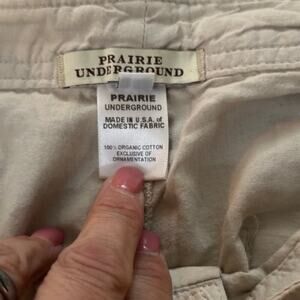 PRAIRIE
UNDERGROUND
PRAIRIE
UNDERGROUND
MADE IN U.S.A. of
DOMESTIC FABRIC
100% ORGANIC COTTON
EXCLUSIVE OF
ORNAMENTATION